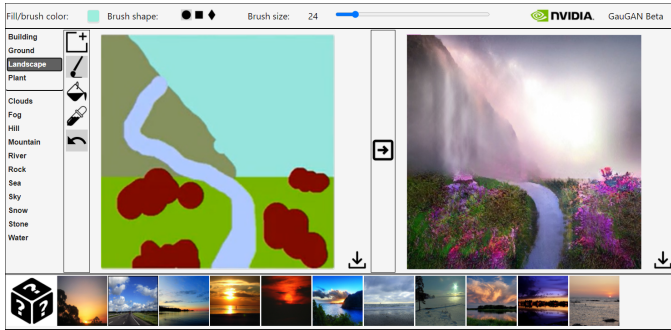 Fill/brush color: Brush shape: Brush size: 24 NVIDIA. GauGAN Beta
Building
Ground
Landscape
Plant
Clouds
Fog
Hill
Mountain
River
Rock
Sea
Sky
Snow
Stone
Water
? ? ?